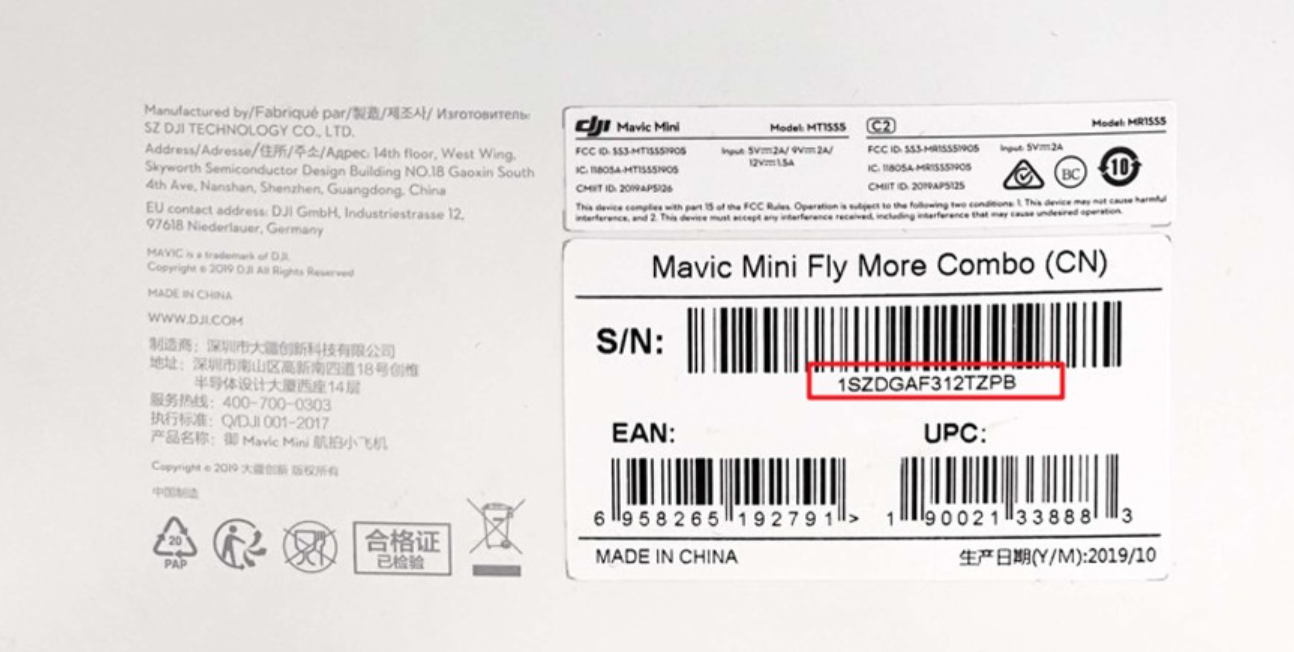 Manufactured by/Fabriqué par/製造/제조사/ Изготовитель:
SZ DJI TECHNOLOGY CO., LTD.
Address/Adresse/住所/주소/Адрес: 14th floor, West Wing,
Skyworth Semiconductor Design Building NO.18 Gaoxin South
4th Ave, Nanshan, Shenzhen, Guangdong, China
EU contact address: DJI GmbH, Industriestrasse 12,
97618 Niederlauer, Germany
MAVIC is a trademark of DJI.
Copyright © 2019 DJI All Rights Reserved
MADE IN CHINA
WWW.DJI.COM
制造商：深圳市大疆创新科技有限公司
地址：深圳市南山区高新南四道18号创维
半导体设计大厦西座14层
服务热线：400-700-0303
执行标准：Q/DJI 001-2017
产品名称：御 Mavic Mini 航拍小飞机
Copyright © 2019 大疆创新 版权所有
中国制造
20
PAP
合格证
已检验
dji Mavic Mini Model: MT1SS5
FCC ID: SS3-MT1SS51905 Input: 5V⎓2A/ 9V⎓2A/
12V⎓1.5A
IC: 11805A-MT1SS51905
CMIIT ID: 2019AP5126
C2 Model: MR1SS5
FCC ID: SS3-MR1SS51905 Input: 5V⎓2A
IC: 11805A-MR1SS51905
CMIIT ID: 2019AP5125
BC
10
This device complies with part 15 of the FCC Rules. Operation is subject to the following two conditions: 1. This device may not cause harmful
interference, and 2. This device must accept any interference received, including interference that may cause undesired operation.
Mavic Mini Fly More Combo (CN)
S/N:
1SZDGAF312TZPB
EAN:
6 958265 192791 >
UPC:
1 90021 33888 3
MADE IN CHINA
生产日期(Y/M):2019/10